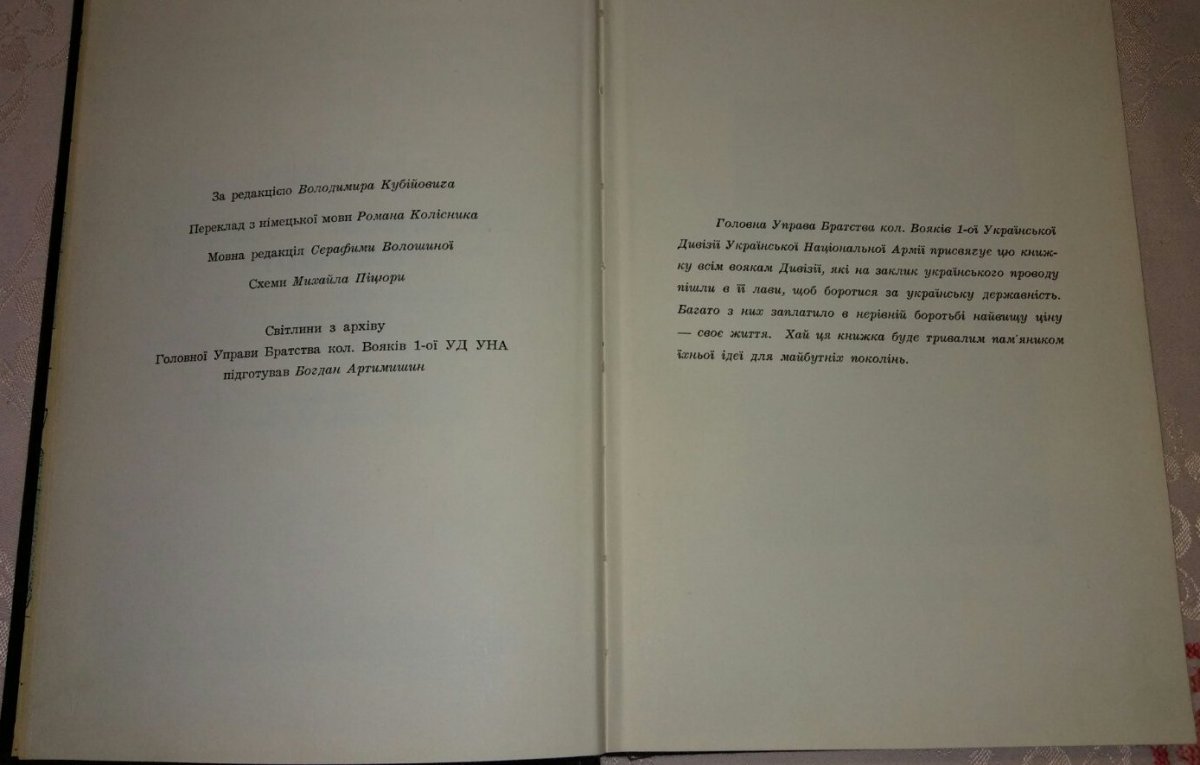 За редакцією Володимира Кубійовича
Переклад з німецької мови Романа Колісника
Мовна редакція Серафими Волошиної
Схеми Михайла Піцюри
Світлини з архіву
Головної Управи Братства кол. Вояків 1-ої УД УНА
підготував Богдан Артимишин
Головна Управа Братства кол. Вояків 1-ої Української
Дивізії Української Національної Армії присвячує цю книж-
ку всім воякам Дивізії, які на заклик українського проводу
пішли в її лави, щоб боротися за українську державність.
Багато з них заплатило в нерівній боротьбі найвищу ціну
— своє життя. Хай ця книжка буде тривалим пам'яником
їхньої ідеї для майбутніх поколінь.